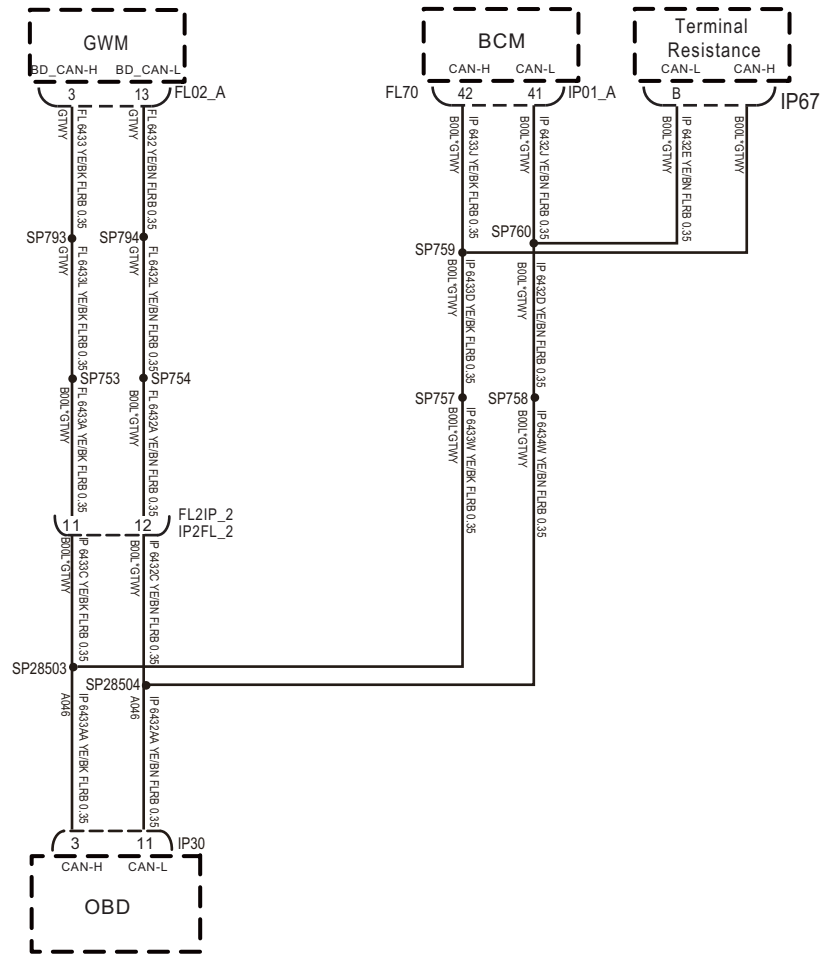 GWM
BD_CAN-H BD_CAN-L
3 13 FL02_A
BCM
CAN-H CAN-L
FL70 42 41 IP01_A
Terminal
Resistance
CAN-L CAN-H
B IP67
GTWY
FL 6433 YE/BK FLRB 0.35
GTWY
FL 6432 YE/BN FLRB 0.35
B00L*GTWY
IP 6433J YE/BK FLRB 0.35
B00L*GTWY
IP 6432J YE/BN FLRB 0.35
B00L*GTWY
IP 6432E YE/BN FLRB 0.35
B00L*GTWY
SP793
SP794
SP759
SP760
GTWY
FL 6433L YE/BK FLRB 0.35
GTWY
FL 6432L YE/BN FLRB 0.35
B00L*GTWY
IP 6433D YE/BK FLRB 0.35
B00L*GTWY
IP 6432D YE/BN FLRB 0.35
SP753
SP754
SP757
SP758
B00L*GTWY
FL 6433A YE/BK FLRB 0.35
B00L*GTWY
FL 6432A YE/BN FLRB 0.35
B00L*GTWY
IP 6433W YE/BK FLRB 0.35
B00L*GTWY
IP 6434W YE/BN FLRB 0.35
11 12
FL2IP_2
IP2FL_2
B00L*GTWY
IP 6433C YE/BK FLRB 0.35
B00L*GTWY
IP 6432C YE/BN FLRB 0.35
SP28503
SP28504
A046
IP 6433AA YE/BK FLRB 0.35
A046
IP 6432AA YE/BN FLRB 0.35
3 11 IP30
CAN-H CAN-L
OBD